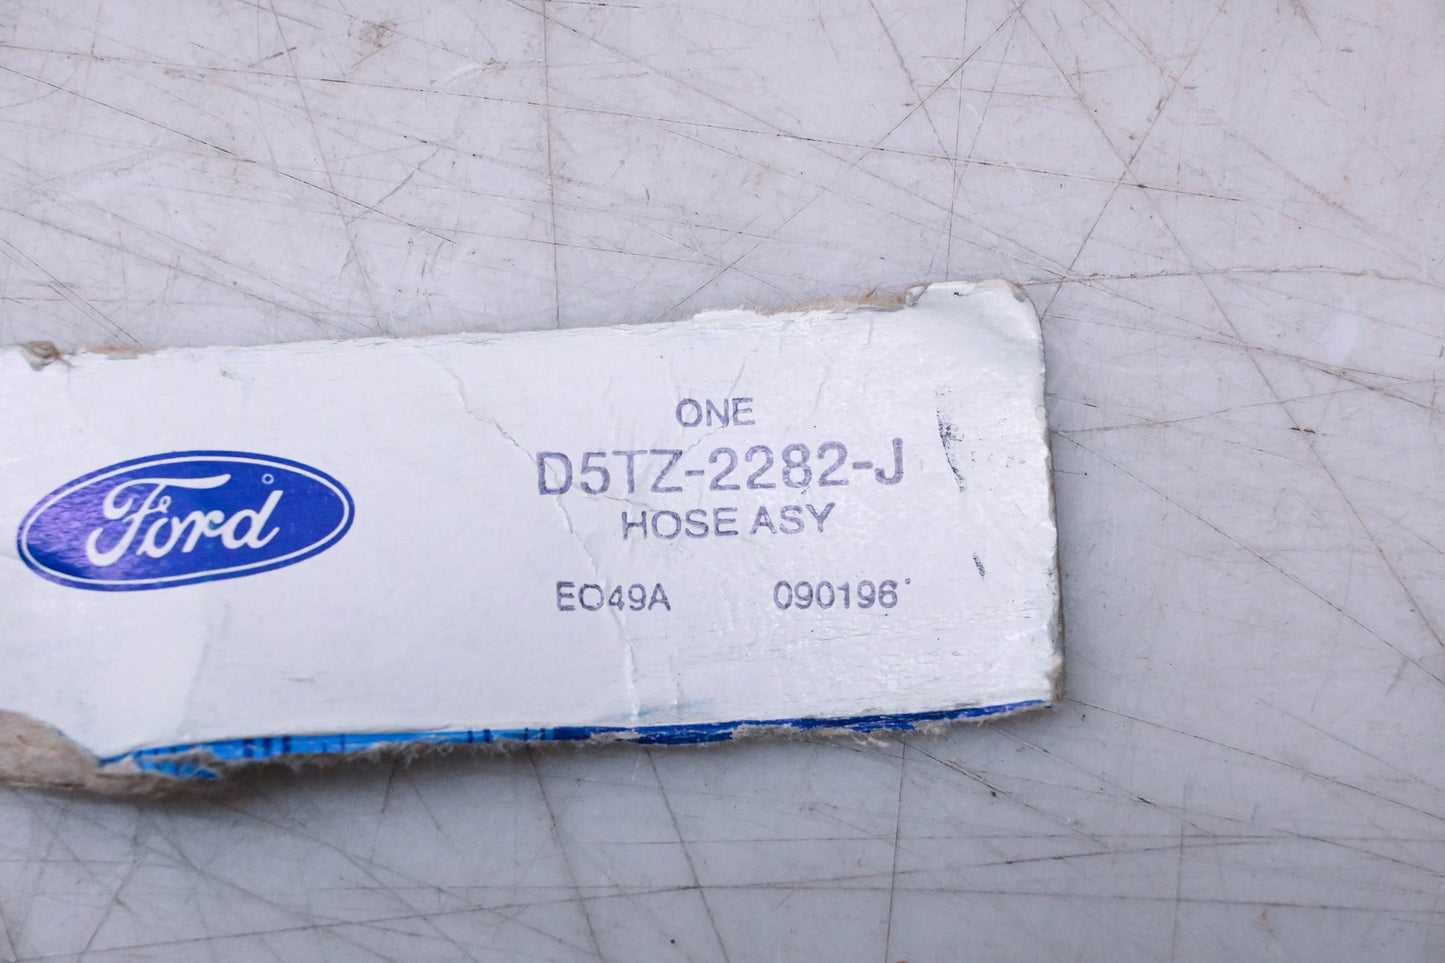 Ford
ONE
D5TZ-2282-J
HOSE ASY
EO49A 090196